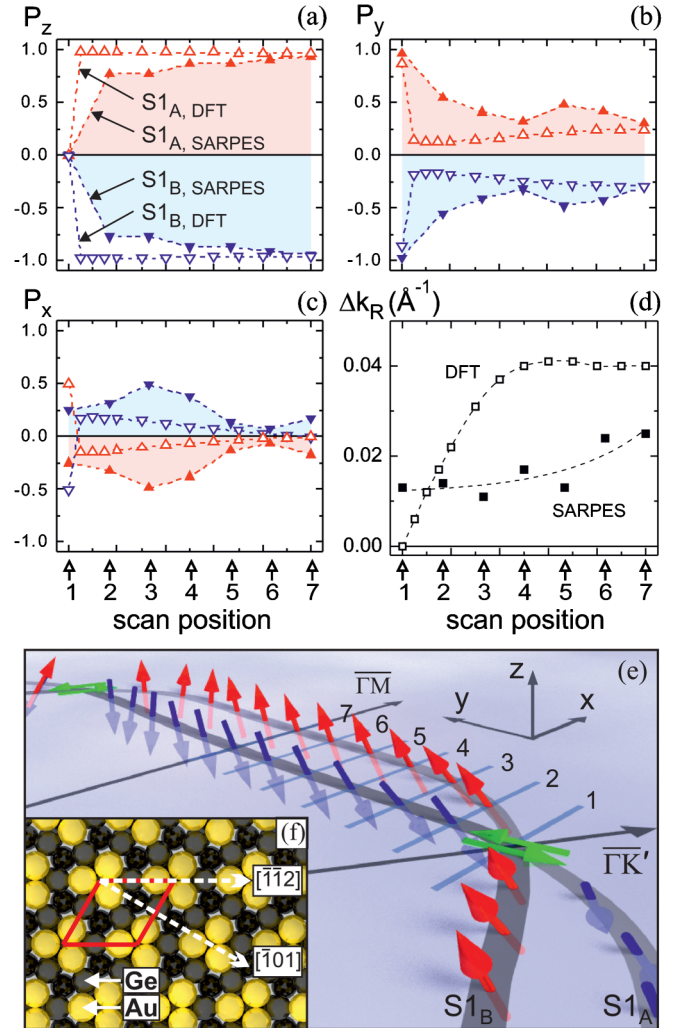 P_z (a)
1.0
0.5
0.0
-0.5
-1.0
S1_A, DFT
S1_A, SARPES
S1_B, SARPES
S1_B, DFT
P_y (b)
1.0
0.5
0.0
-0.5
-1.0
P_x (c)
1.0
0.5
0.0
-0.5
-1.0
1 2 3 4 5 6 7
scan position
Δk_R (Å⁻¹) (d)
0.04
0.02
0.00
DFT
SARPES
1 2 3 4 5 6 7
scan position
(e)
z
y x
Γ̅M̅
7
6
5
4
3
2
1
Γ̅K̅′
S1_B S1_A
(f)
[1̅1̅2]
[1̅01]
Ge
Au